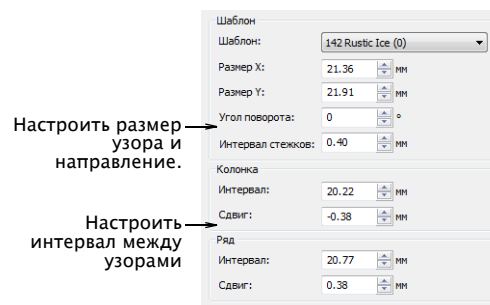 Шаблон
Шаблон: 142 Rustic Ice (0)
Размер X: 21.36 мм
Размер Y: 21.91 мм
Угол поворота: 0 °
Интервал стежков: 0.40 мм
Настроить размер
узора и
направление.
Колонка
Интервал: 20.22 мм
Сдвиг: -0.38 мм
Настроить
интервал между
узорами
Ряд
Интервал: 20.77 мм
Сдвиг: 0.38 мм